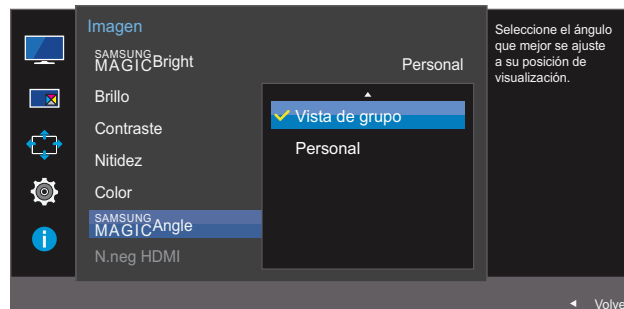 Imagen
SAMSUNG
MAGICBright
Personal
Brillo
Contraste
Nitidez
Color
SAMSUNG
MAGICAngle
N.neg HDMI
Vista de grupo
Personal
Seleccione el ángulo
que mejor se ajuste
a su posición de
visualización.
Volve